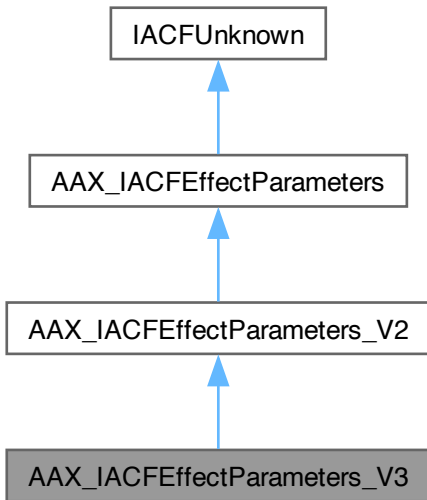 IACFUnknown
AAX_IACFEffectParameters
AAX_IACFEffectParameters_V2
AAX_IACFEffectParameters_V3